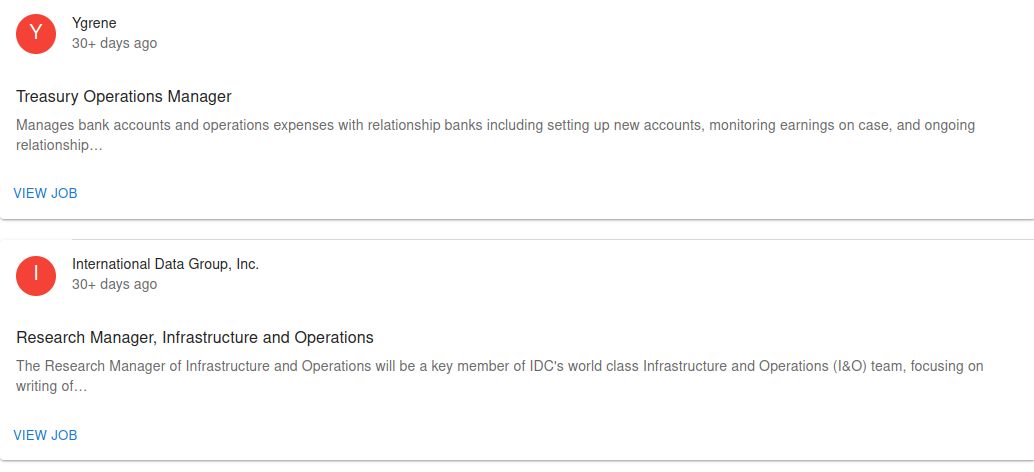 Y
Ygrene
30+ days ago
Treasury Operations Manager
Manages bank accounts and operations expenses with relationship banks including setting up new accounts, monitoring earnings on case, and ongoing
relationship…
VIEW JOB
I
International Data Group, Inc.
30+ days ago
Research Manager, Infrastructure and Operations
The Research Manager of Infrastructure and Operations will be a key member of IDC's world class Infrastructure and Operations (I&O) team, focusing on
writing of…
VIEW JOB